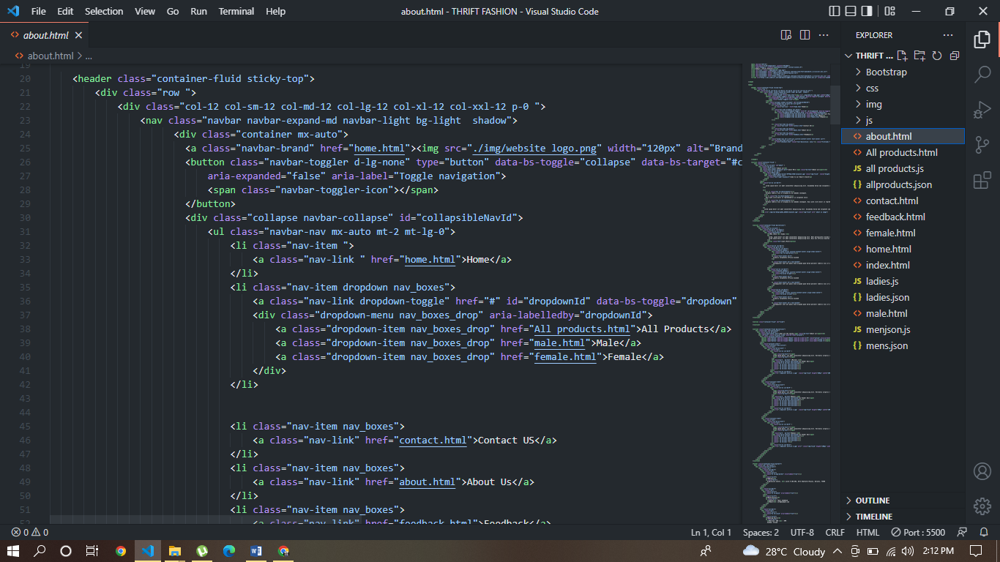 File Edit Selection View Go Run Terminal Help
about.html - THRIFT FASHION - Visual Studio Code
about.html
about.html > ...
19
20 <header class="container-fluid sticky-top">
21 <div class="row ">
22 <div class="col-12 col-sm-12 col-md-12 col-lg-12 col-xl-12 col-xxl-12 p-0 ">
23 <nav class="navbar navbar-expand-md navbar-light bg-light  shadow">
24 <div class="container mx-auto">
25 <a class="navbar-brand" href="home.html"><img src="./img/website logo.png" width="120px" alt="Brand
26 <button class="navbar-toggler d-lg-none" type="button" data-bs-toggle="collapse" data-bs-target="#c
27 aria-expanded="false" aria-label="Toggle navigation">
28 <span class="navbar-toggler-icon"></span>
29 </button>
30 <div class="collapse navbar-collapse" id="collapsibleNavId">
31 <ul class="navbar-nav mx-auto mt-2 mt-lg-0">
32 <li class="nav-item ">
33 <a class="nav-link " href="home.html">Home</a>
34 </li>
35 <li class="nav-item dropdown nav_boxes">
36 <a class="nav-link dropdown-toggle" href="#" id="dropdownId" data-bs-toggle="dropdown"
37 <div class="dropdown-menu nav_boxes_drop" aria-labelledby="dropdownId">
38 <a class="dropdown-item nav_boxes_drop" href="All products.html">All Products</a>
39 <a class="dropdown-item nav_boxes_drop" href="male.html">Male</a>
40 <a class="dropdown-item nav_boxes_drop" href="female.html">Female</a>
41 </div>
42 </li>
43
44
45 <li class="nav-item nav_boxes">
46 <a class="nav-link" href="contact.html">Contact US</a>
47 </li>
48 <li class="nav-item nav_boxes">
49 <a class="nav-link" href="about.html">About Us</a>
50 </li>
51 <li class="nav-item nav_boxes">
52 <a class="nav-link" href="feedback.html">Feedback</a>
EXPLORER
THRIFT ...
Bootstrap
css
img
js
about.html
All products.html
JS all products.js
{} allproducts.json
contact.html
feedback.html
female.html
home.html
index.html
JS ladies.js
{} ladies.json
male.html
JS menjson.js
{} mens.json
OUTLINE
TIMELINE
0 0 Ln 1, Col 1 Spaces: 2 UTF-8 CRLF HTML Port : 5500
28°C Cloudy 2:12 PM